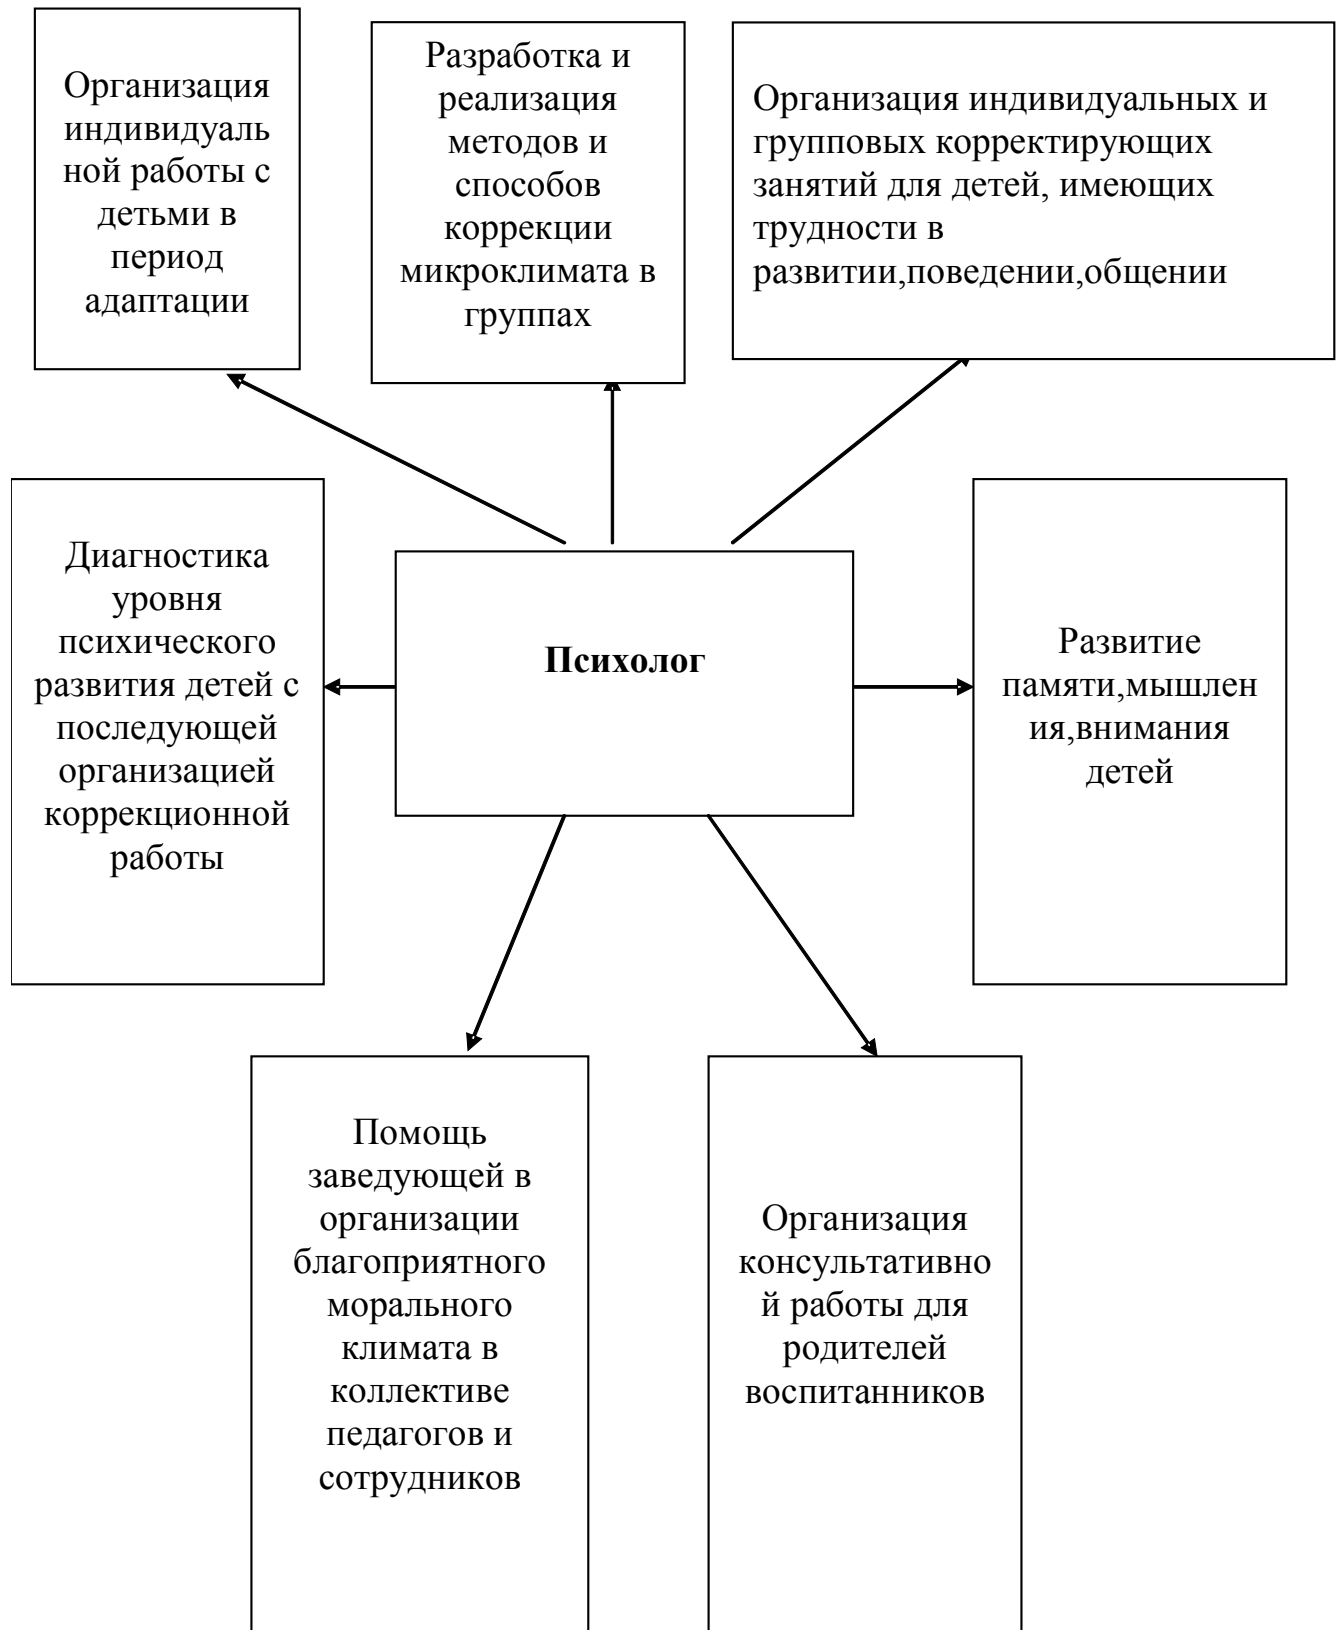 Организация
индивидуаль
ной работы с
детьми в
период
адаптации
Разработка и
реализация
методов и
способов
коррекции
микроклимата в
группах
Организация индивидуальных и
групповых корректирующих
занятий для детей, имеющих
трудности в
развитии,поведении,общении
Диагностика
уровня
психического
развития детей с
последующей
организацией
коррекционной
работы
Психолог
Развитие
памяти,мышлен
ия,внимания
детей
Помощь
заведующей в
организации
благоприятного
морального
климата в
коллективе
педагогов и
сотрудников
Организация
консультативно
й работы для
родителей
воспитанников